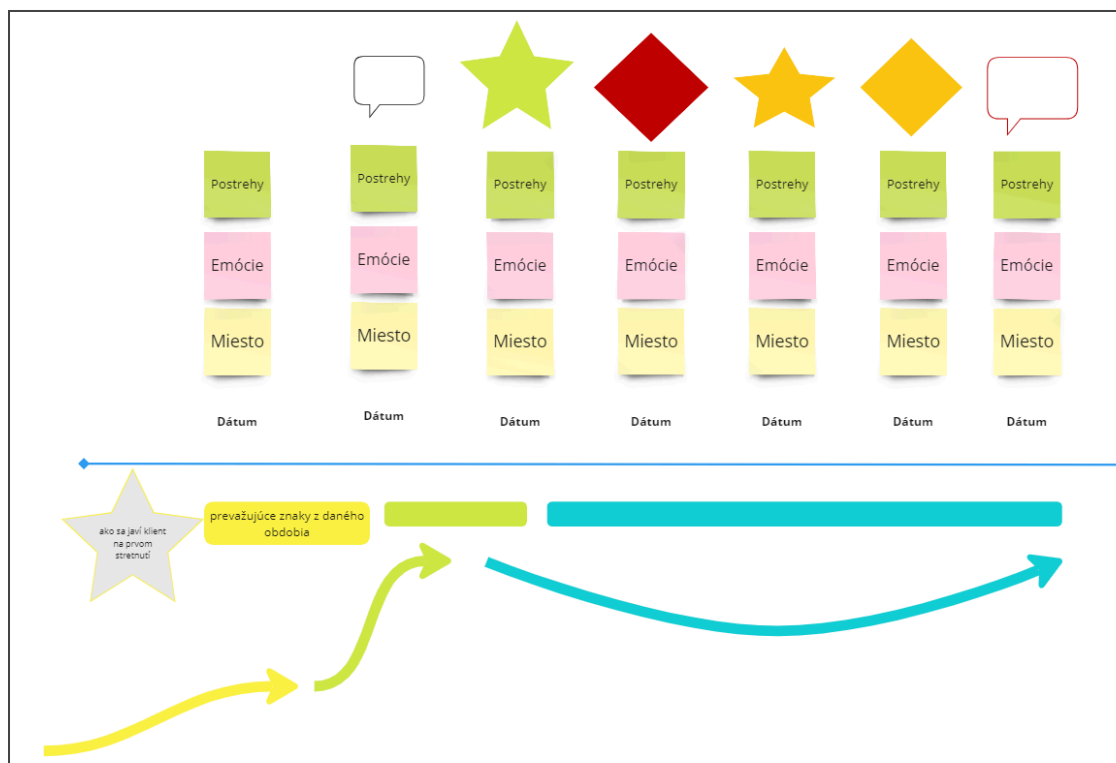 Postrehy
Postrehy
Postrehy
Postrehy
Postrehy
Postrehy
Postrehy
Emócie
Emócie
Emócie
Emócie
Emócie
Emócie
Emócie
Miesto
Miesto
Miesto
Miesto
Miesto
Miesto
Miesto
Dátum
Dátum
Dátum
Dátum
Dátum
Dátum
Dátum
ako sa javí klient
na prvom
stretnutí
prevažujúce znaky z daného
obdobia